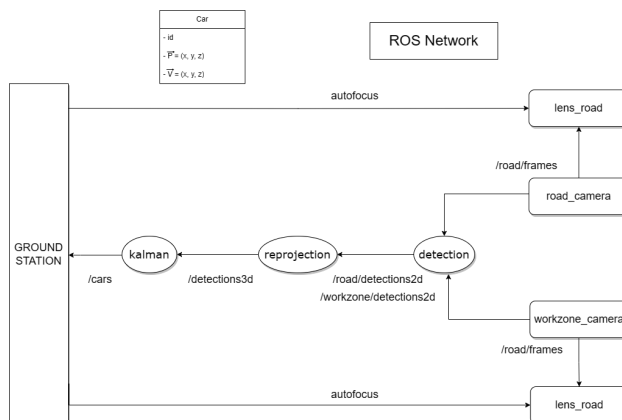 Car
- id
- P = (x, y, z)
- V = (x, y, z)
ROS Network
autofocus
lens_road
/road/frames
road_camera
GROUND
STATION
kalman
reprojection
detection
/cars
/detections3d
/road/detections2d
/workzone/detections2d
workzone_camera
/road/frames
autofocus
lens_road